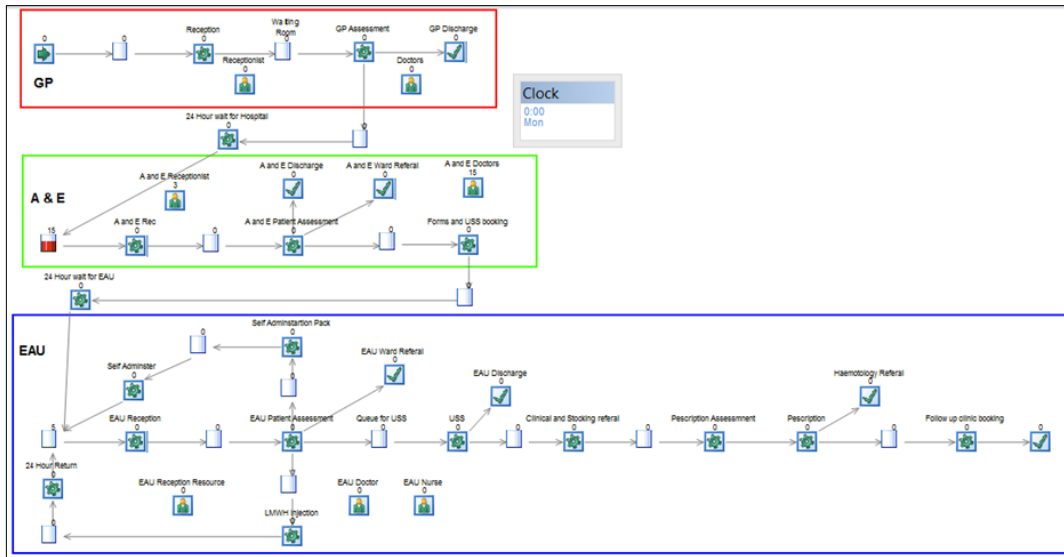 Waiting
Room
Reception
GP Assessment
GP Discharge
0
0
0
0
0
0
Receptionist
0
Doctors
0
GP
Clock
0:00
Mon
24 Hour wait for Hospital
0
0
A and E Receptionist
3
A and E Discharge
0
A and E Ward Referal
0
A and E Doctors
15
A & E
15
A and E Rec
0
0
A and E Patient Assessment
0
0
Forms and USS booking
0
24 Hour wait for EAU
0
0
EAU
Self Adminstartion Pack
0
0
EAU Ward Referal
0
Self Adminster
0
0
EAU Discharge
0
Haemotology Referal
0
5
EAU Reception
0
0
EAU Patient Assessment
0
Queue for USS
0
USS
0
0
Clinical and Stocking referal
0
0
Pescription Assessmnent
0
Pescription
0
0
Follow up clinic booking
0
0
24 Hour Return
0
0
EAU Reception Resource
0
0
EAU Doctor
0
EAU Nurse
0
LMWH Injection
0